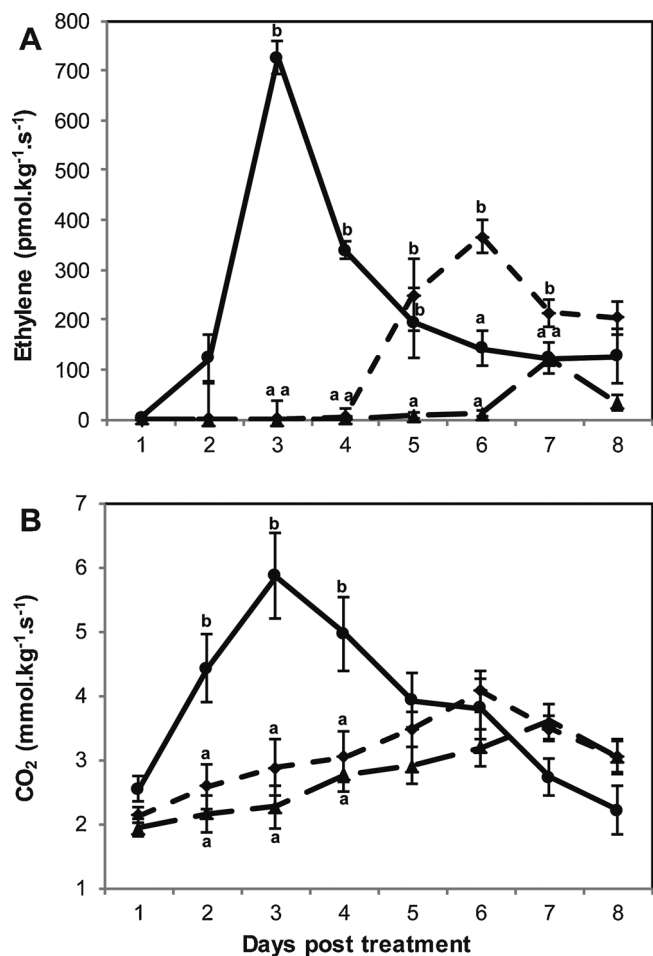 A
800
700
600
500
400
300
200
100
0
Ethylene (pmol.kg⁻¹.s⁻¹)
b
b
b
b
b
b
a
a a
a a
a a
a
a
1 2 3 4 5 6 7 8
B
7
6
5
4
3
2
1
CO₂ (mmol.kg⁻¹.s⁻¹)
b
b
b
a
a
a
a
a
a
1 2 3 4 5 6 7 8
Days post treatment